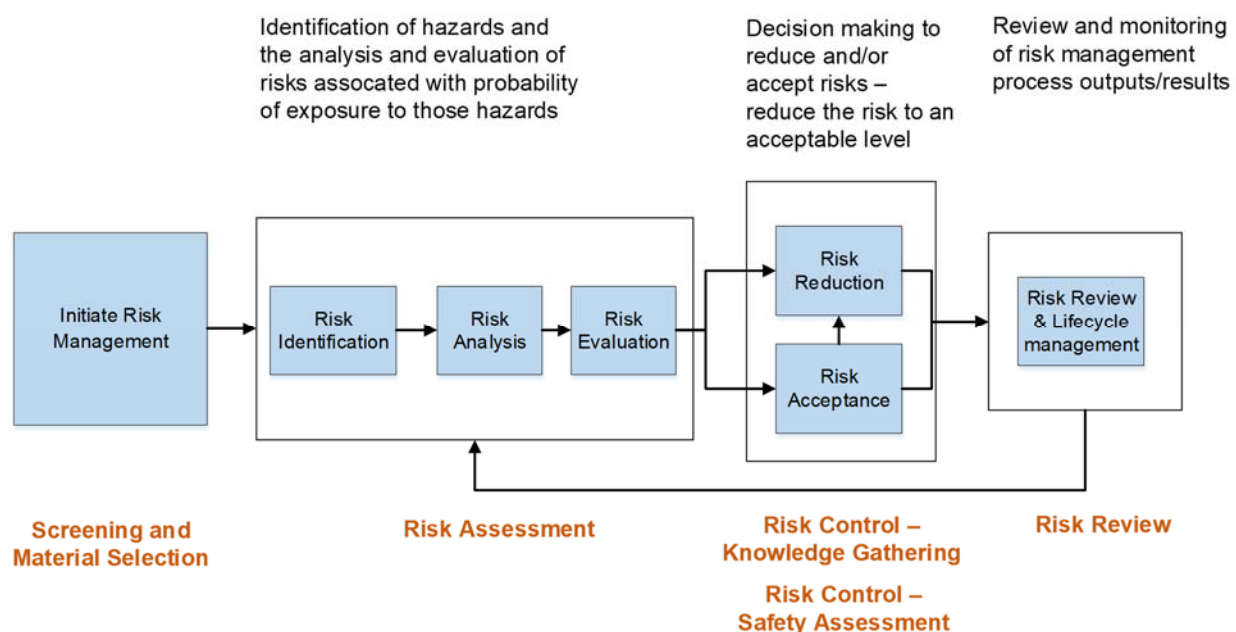 Identification of hazards and
the analysis and evaluation of
risks assocated with probability
of exposure to those hazards
Decision making to
reduce and/or
accept risks –
reduce the risk to an
acceptable level
Review and monitoring
of risk management
process outputs/results
Initiate Risk
Management
Risk
Identification
Risk
Analysis
Risk
Evaluation
Risk
Reduction
Risk
Acceptance
Risk Review
& Lifecycle
management
Screening and
Material Selection
Risk Assessment
Risk Control –
Knowledge Gathering
Risk Control –
Safety Assessment
Risk Review